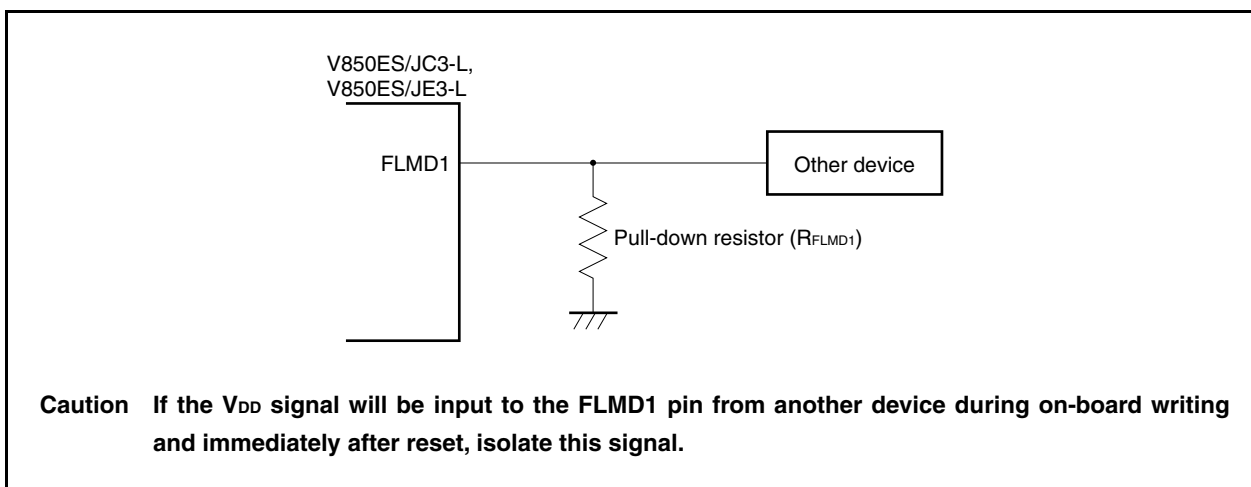 V850ES/JC3-L,
V850ES/JE3-L
FLMD1
Other device
Pull-down resistor (RFLMD1)
Caution If the VDD signal will be input to the FLMD1 pin from another device during on-board writing
and immediately after reset, isolate this signal.